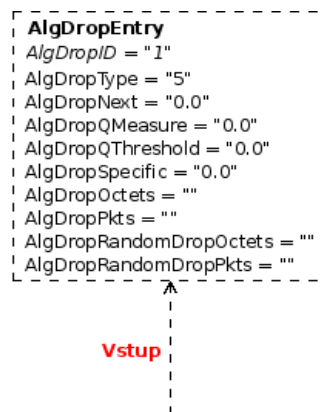 AlgDropEntry
AlgDropID = "1"
AlgDropType = "5"
AlgDropNext = "0.0"
AlgDropQMeasure = "0.0"
AlgDropQThreshold = "0.0"
AlgDropSpecific = "0.0"
AlgDropOctets = ""
AlgDropPkts = ""
AlgDropRandomDropOctets = ""
AlgDropRandomDropPkts = ""
Vstup